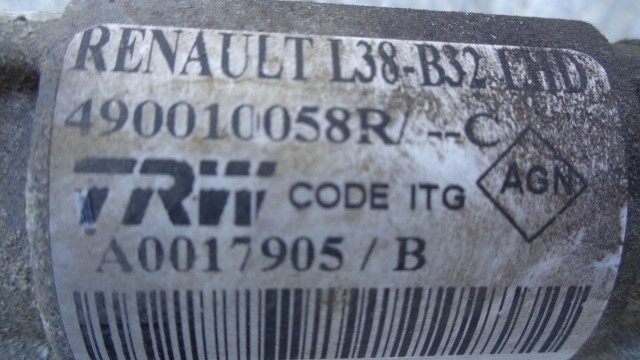 RENAULT L38-B32 LHD
490010058R/ --C
TRW CODE ITG AGN
A0017905 / B